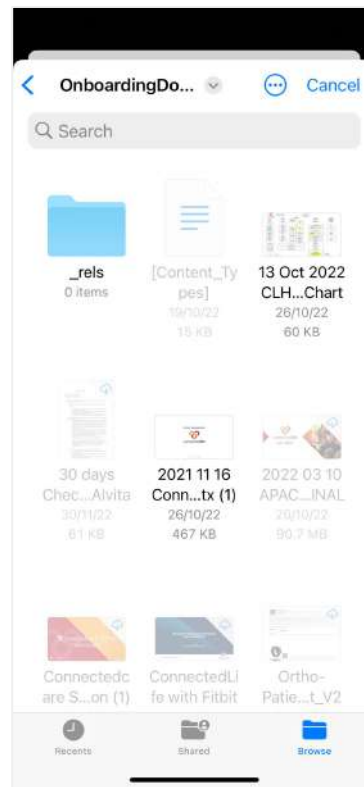 OnboardingDo...
Cancel
Search
_rels
0 items
[Content_Ty
pes]
19/10/22
15 KB
13 Oct 2022
CLH...Chart
26/10/22
60 KB
30 days
Chec...Alvita
30/11/22
61 KB
2021 11 16
Conn...tx (1)
26/10/22
467 KB
2022 03 10
APAC...INAL
26/10/22
90.7 MB
Connectedc
are S...on (1)
ConnectedLi
fe with Fitbit
Ortho-
Patie...t_V2
Recents
Shared
Browse